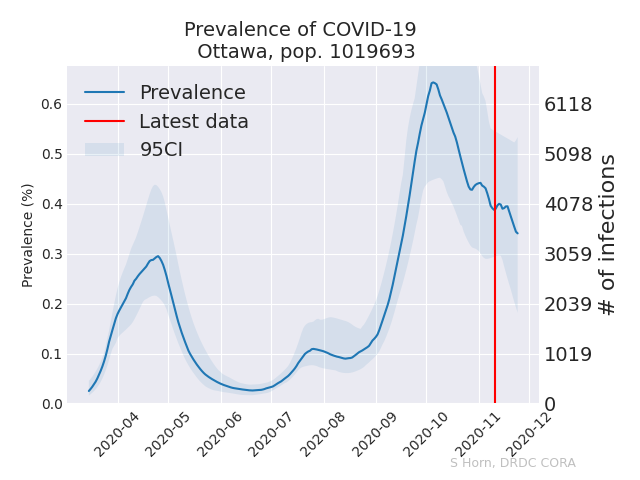 Prevalence of COVID-19
Ottawa, pop. 1019693
Prevalence
Latest data
95CI
Prevalence (%)
0.6
0.5
0.4
0.3
0.2
0.1
0.0
6118
5098
4078
3059
2039
1019
0
# of infections
2020-04
2020-05
2020-06
2020-07
2020-08
2020-09
2020-10
2020-11
2020-12
S Horn, DRDC CORA